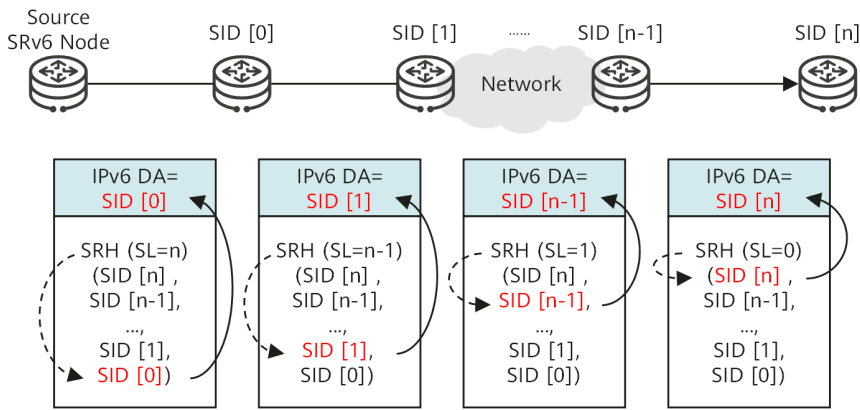 Source
SRv6 Node
SID [0]
SID [1]
......
SID [n-1]
SID [n]
Network
IPv6 DA=
SID [0]
SRH (SL=n)
(SID [n] ,
SID [n-1],
...,
SID [1],
SID [0])
IPv6 DA=
SID [1]
SRH (SL=n-1)
(SID [n] ,
SID [n-1],
...,
SID [1],
SID [0])
IPv6 DA=
SID [n-1]
SRH (SL=1)
(SID [n] ,
SID [n-1],
...,
SID [1],
SID [0])
IPv6 DA=
SID [n]
SRH (SL=0)
(SID [n] ,
SID [n-1],
...,
SID [1],
SID [0])